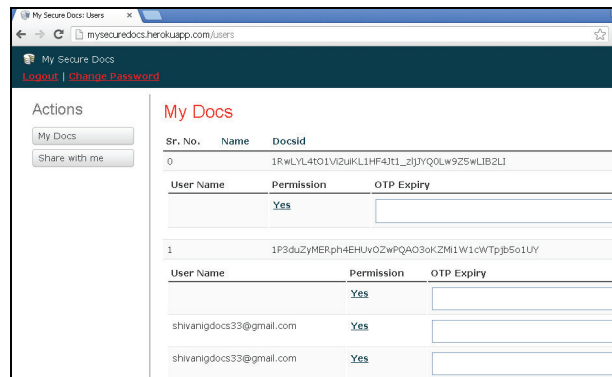 My Secure Docs: Users
mysecuredocs.herokuapp.com/users
My Secure Docs
Logout | Change Password
Actions
My Docs
Share with me
My Docs
Sr. No. Name Docsid
0 1RwLYL4tO1Vi2uiKL1HF4Jt1_zljJYQ0Lw9Z5wLIB2LI
User Name Permission OTP Expiry
Yes
1 1P3duZyMERph4EHUvOZwPQAO3oKZMi1W1cWTpjb5o1UY
User Name Permission OTP Expiry
Yes
shivanigdocs33@gmail.com Yes
shivanigdocs33@gmail.com Yes